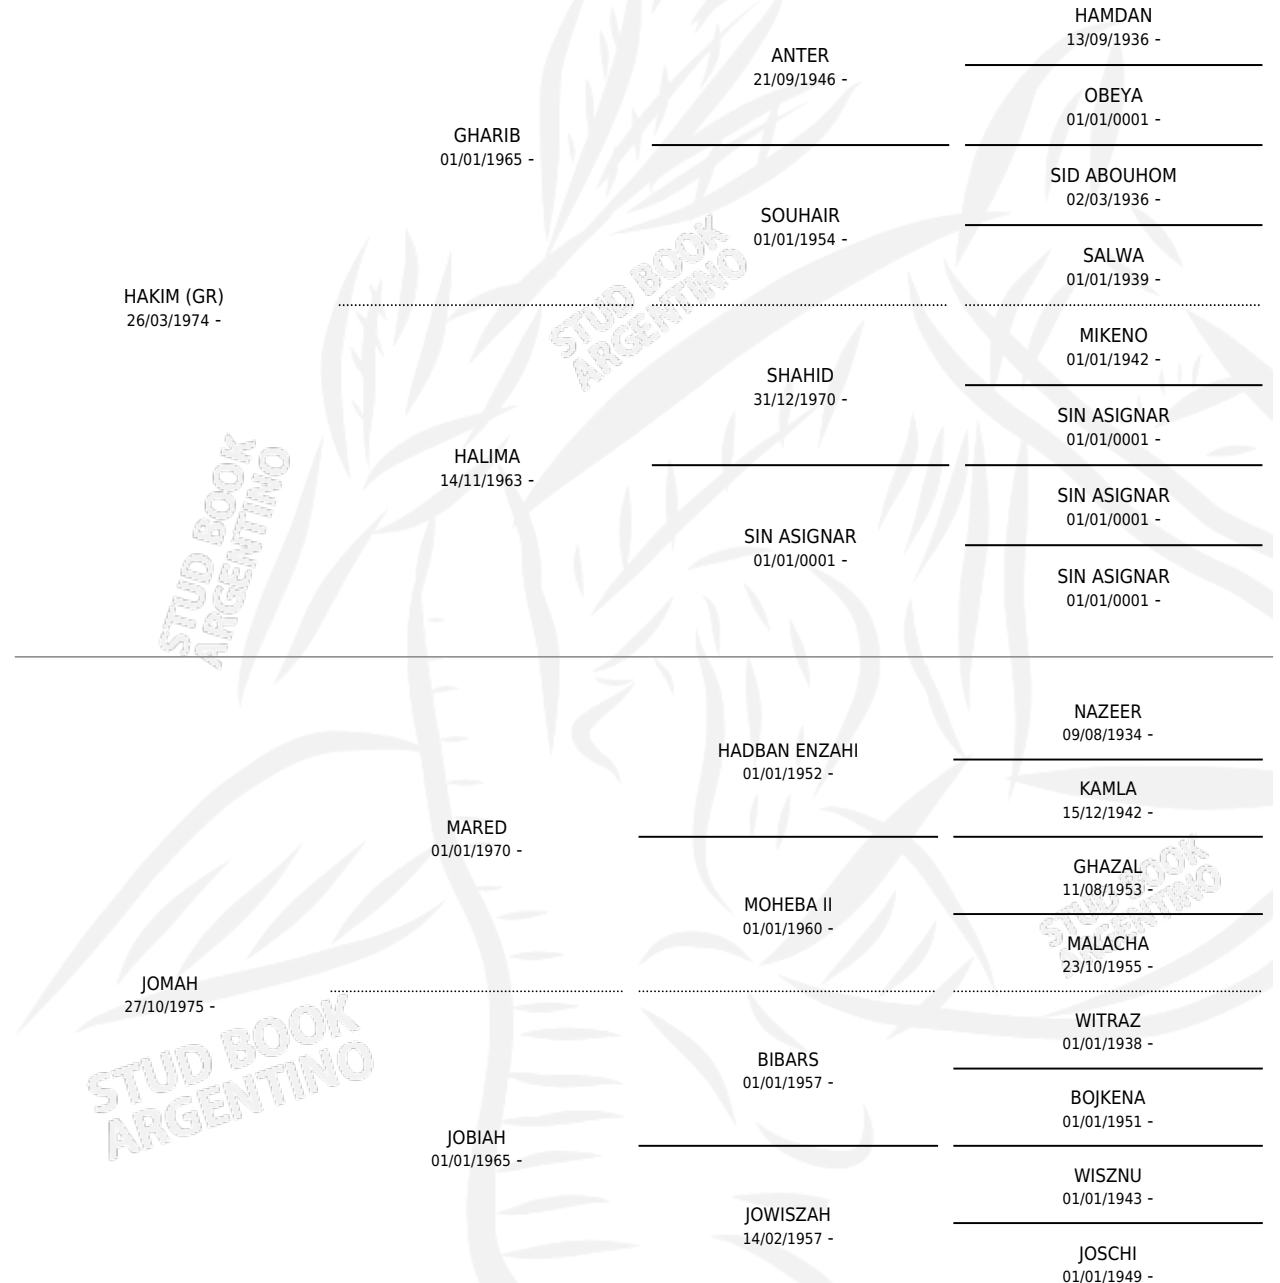 HAMDAN
13/09/1936 -
ANTER
21/09/1946 -
OBEYA
01/01/0001 -
GHARIB
01/01/1965 -
SID ABOUHOM
02/03/1936 -
SOUHAIR
01/01/1954 -
SALWA
01/01/1939 -
HAKIM (GR)
26/03/1974 -
MIKENO
01/01/1942 -
SHAHID
31/12/1970 -
SIN ASIGNAR
01/01/0001 -
HALIMA
14/11/1963 -
SIN ASIGNAR
01/01/0001 -
SIN ASIGNAR
01/01/0001 -
SIN ASIGNAR
01/01/0001 -
NAZEER
09/08/1934 -
HADBAN ENZAHI
01/01/1952 -
KAMLA
15/12/1942 -
MARED
01/01/1970 -
GHAZAL
11/08/1953 -
MOHEBA II
01/01/1960 -
MALACHA
23/10/1955 -
JOMAH
27/10/1975 -
WITRAZ
01/01/1938 -
BIBARS
01/01/1957 -
BOJKENA
01/01/1951 -
JOBIAH
01/01/1965 -
WISZNU
01/01/1943 -
JOWISZAH
14/02/1957 -
JOSCHI
01/01/1949 -
STUD BOOK
ARGENTINO
STUD BOOK
ARGENTINO
STUD BOOK
ARGENTINO
STUD BOOK
ARGENTINO